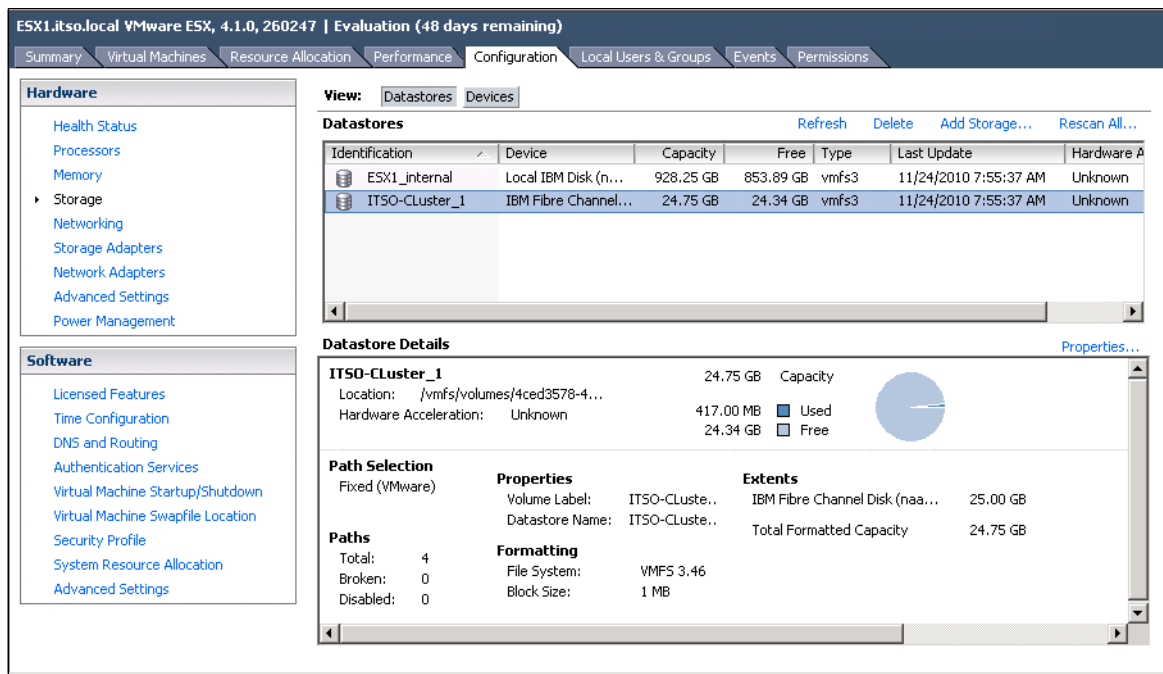 ESX1.itso.local VMware ESX, 4.1.0, 260247 | Evaluation (48 days remaining)
Summary Virtual Machines Resource Allocation Performance Configuration Local Users & Groups Events Permissions
Hardware
Health Status
Processors
Memory
Storage
Networking
Storage Adapters
Network Adapters
Advanced Settings
Power Management
Software
Licensed Features
Time Configuration
DNS and Routing
Authentication Services
Virtual Machine Startup/Shutdown
Virtual Machine Swapfile Location
Security Profile
System Resource Allocation
Advanced Settings
View: Datastores Devices
Datastores Refresh Delete Add Storage... Rescan All...
Identification Device Capacity Free Type Last Update Hardware A
ESX1_internal Local IBM Disk (n... 928.25 GB 853.89 GB vmfs3 11/24/2010 7:55:37 AM Unknown
ITSO-CLuster_1 IBM Fibre Channel... 24.75 GB 24.34 GB vmfs3 11/24/2010 7:55:37 AM Unknown
Datastore Details Properties...
ITSO-CLuster_1 24.75 GB Capacity
Location: /vmfs/volumes/4ced3578-4...
Hardware Acceleration: Unknown
417.00 MB Used
24.34 GB Free
Path Selection
Fixed (VMware)
Paths
Total: 4
Broken: 0
Disabled: 0
Properties
Volume Label: ITSO-CLuste..
Datastore Name: ITSO-CLuste..
Formatting
File System: VMFS 3.46
Block Size: 1 MB
Extents
IBM Fibre Channel Disk (naa... 25.00 GB
Total Formatted Capacity 24.75 GB